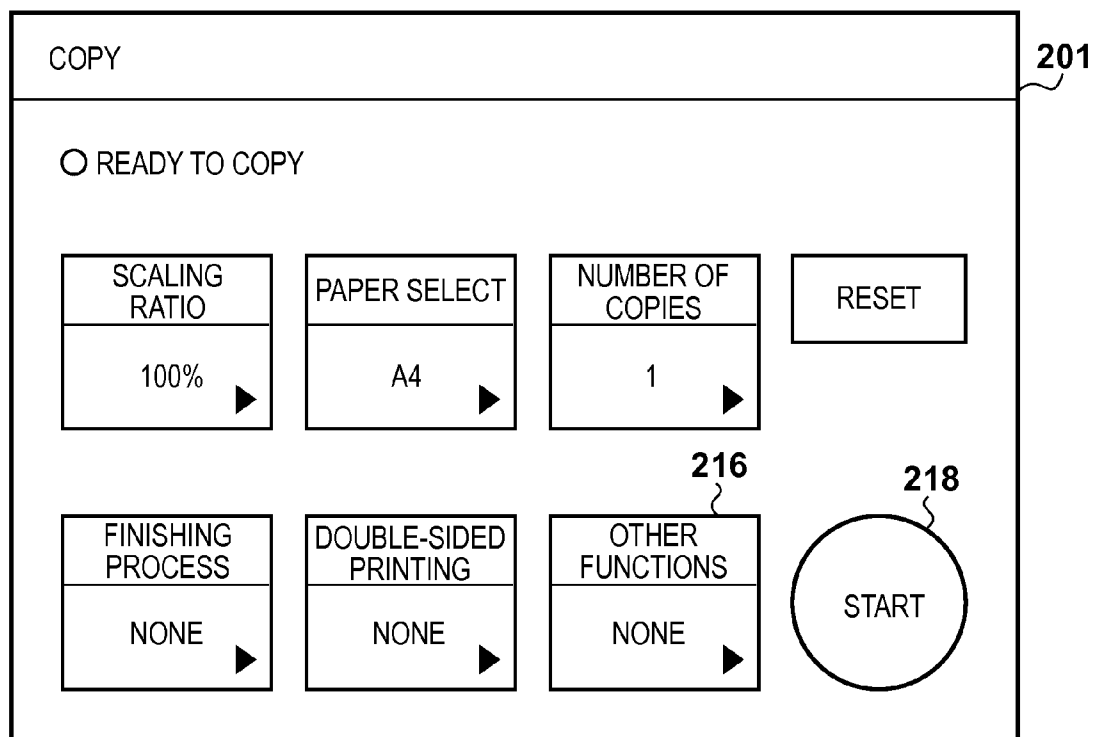 COPY
201
READY TO COPY
SCALING
RATIO
100%
PAPER SELECT
A4
NUMBER OF
COPIES
1
RESET
216
218
FINISHING
PROCESS
NONE
DOUBLE-SIDED
PRINTING
NONE
OTHER
FUNCTIONS
NONE
START